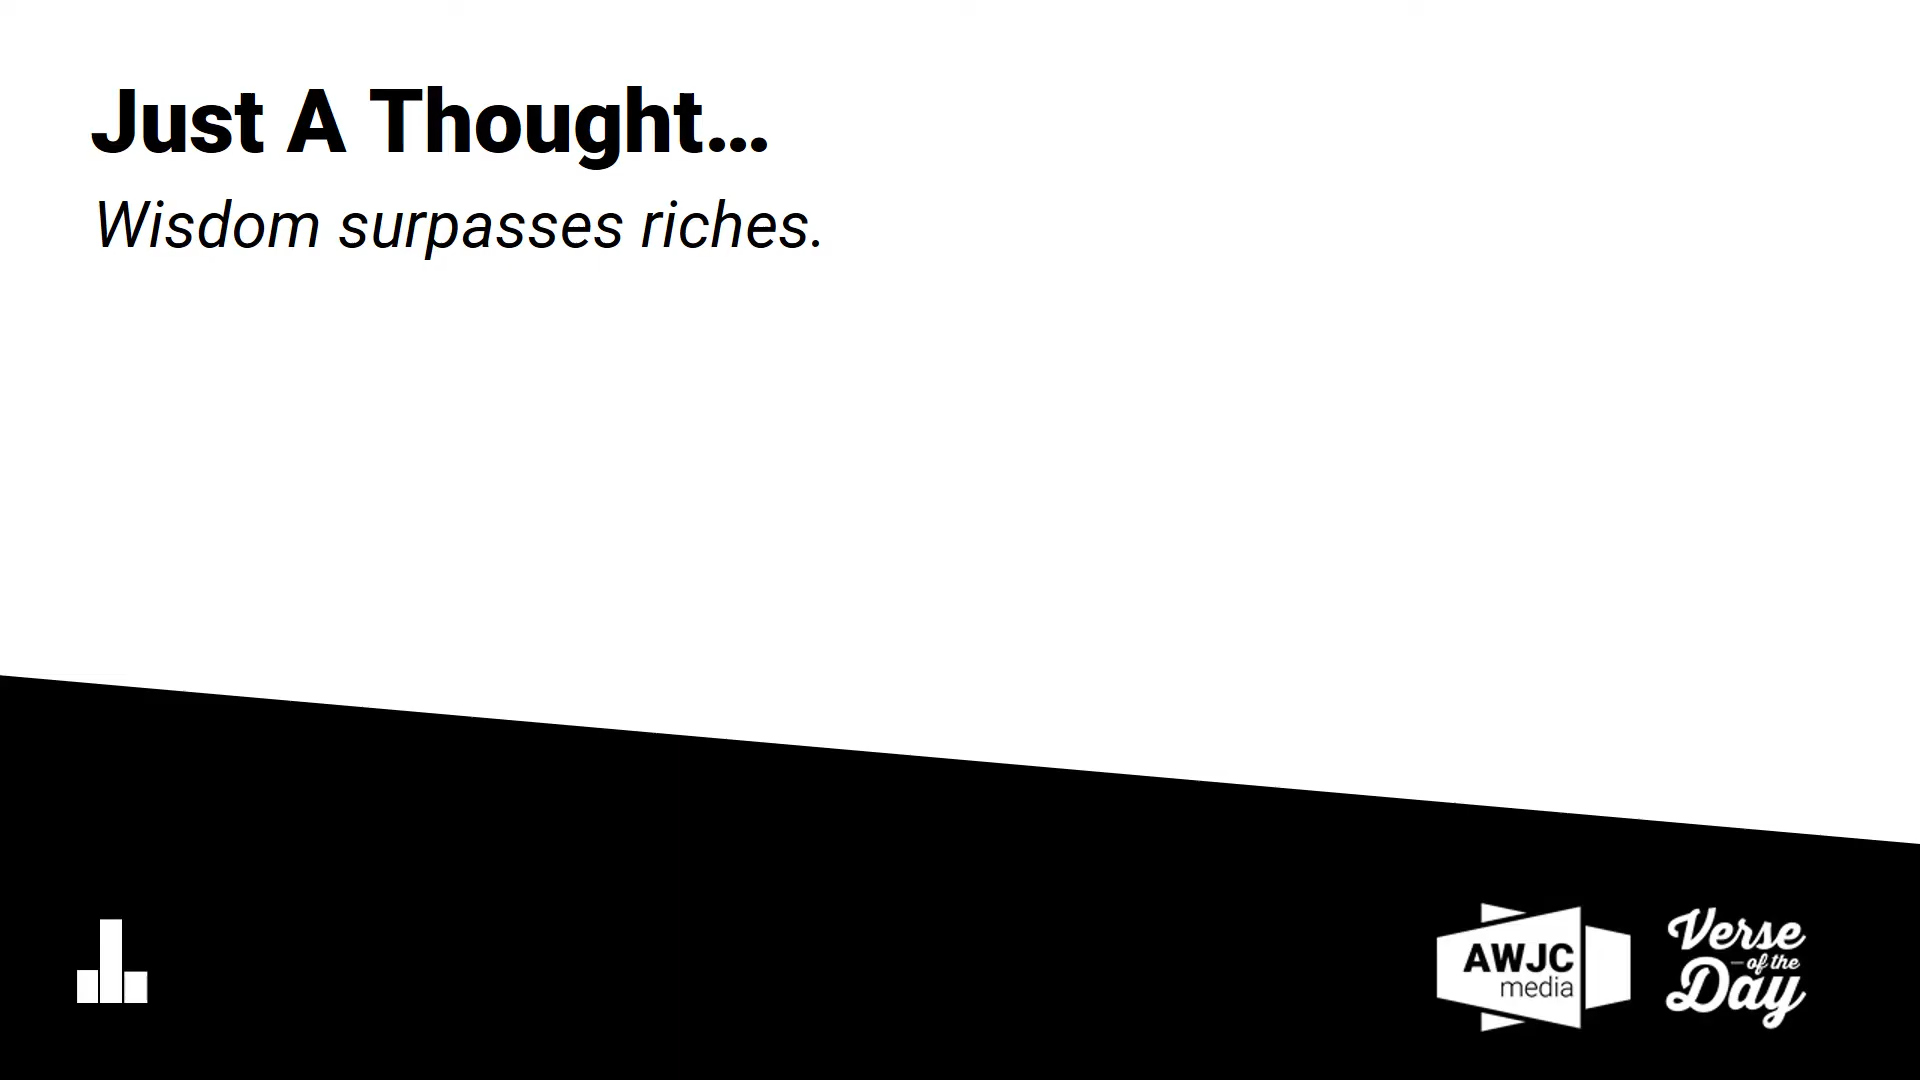 Just A Thought...
Wisdom surpasses riches.
AWJC
media
Verse
of the
Day